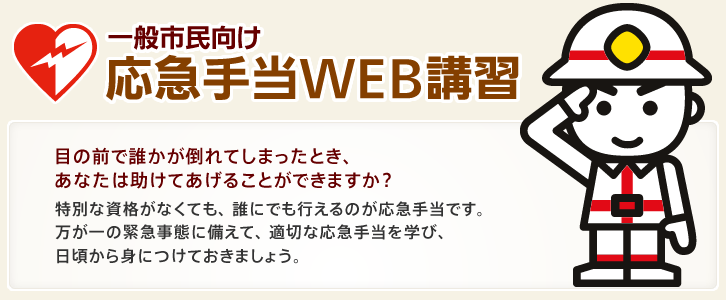 一般市民向け
応急手当WEB講習
目の前で誰かが倒れてしまったとき、
あなたは助けてあげることができますか？
特別な資格がなくても、誰にでも行えるのが応急手当です。
万が一の緊急事態に備えて、適切な応急手当を学び、
日頃から身につけておきましょう。